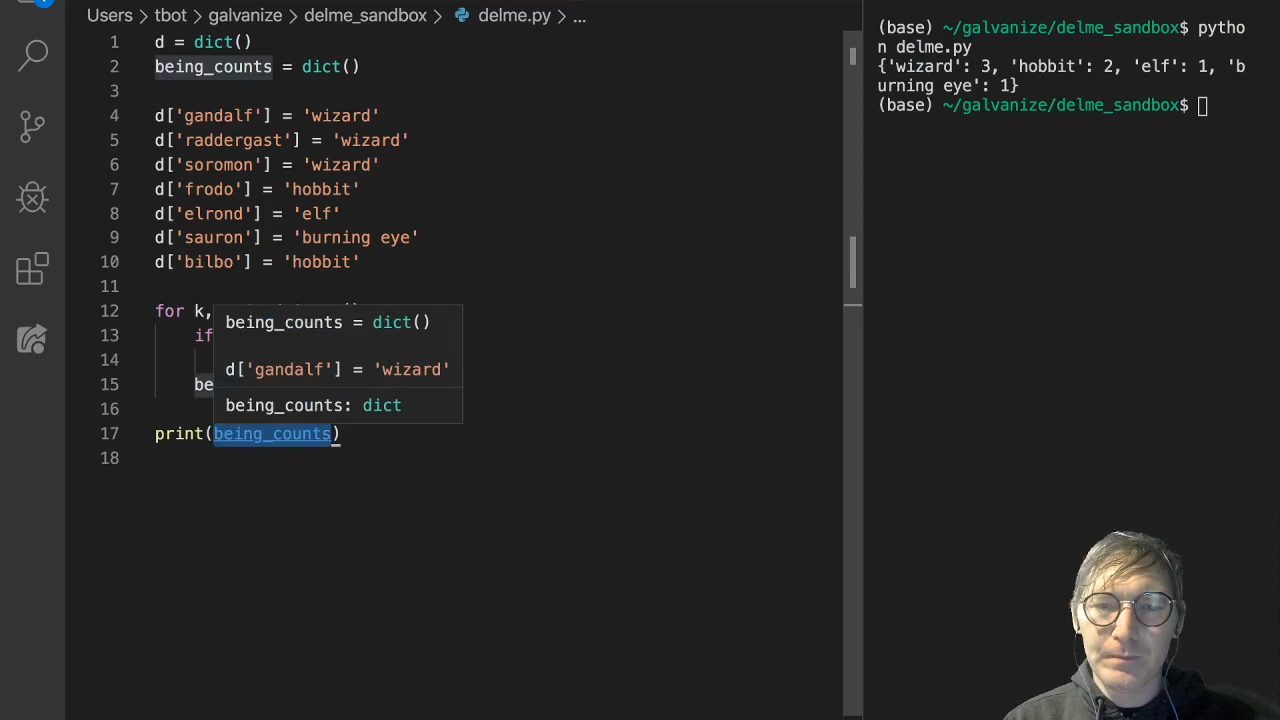 Users > tbot > galvanize > delme_sandbox > delme.py > ...
1 d = dict()
2 being_counts = dict()
3
4 d['gandalf'] = 'wizard'
5 d['raddergast'] = 'wizard'
6 d['soromon'] = 'wizard'
7 d['frodo'] = 'hobbit'
8 d['elrond'] = 'elf'
9 d['sauron'] = 'burning eye'
10 d['bilbo'] = 'hobbit'
11
12 for k,
being_counts = dict()
13 if
14
d['gandalf'] = 'wizard'
15 be
being_counts: dict
16
17 print(being_counts)
18
(base) ~/galvanize/delme_sandbox$ pytho
n delme.py
{'wizard': 3, 'hobbit': 2, 'elf': 1, 'b
urning eye': 1}
(base) ~/galvanize/delme_sandbox$